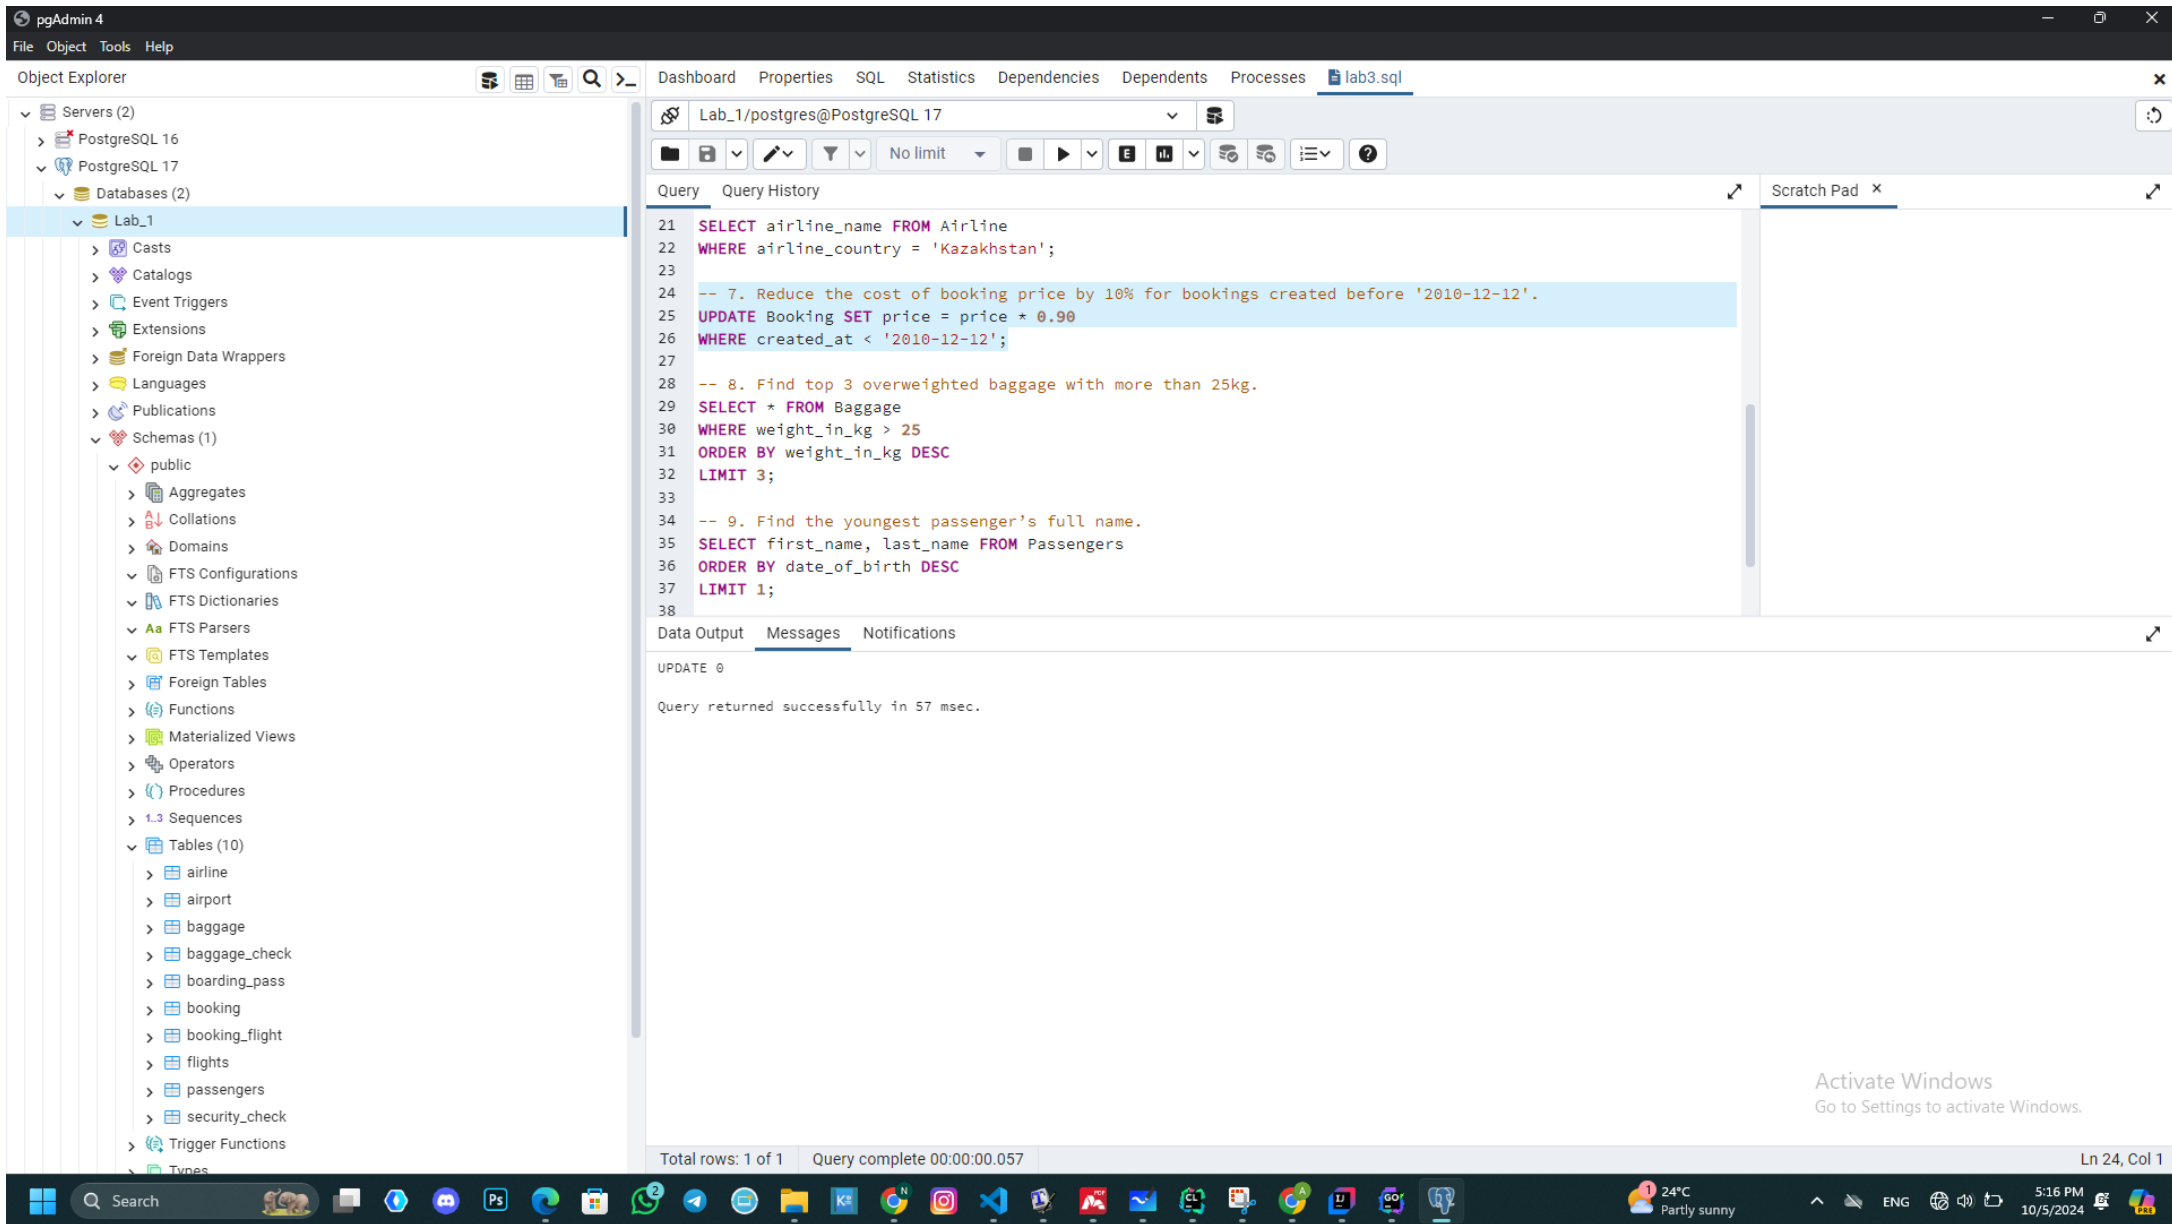 pgAdmin 4
File Object Tools Help
Object Explorer
Dashboard Properties SQL Statistics Dependencies Dependents Processes lab3.sql
Servers (2)
PostgreSQL 16
PostgreSQL 17
Databases (2)
Lab_1
Casts
Catalogs
Event Triggers
Extensions
Foreign Data Wrappers
Languages
Publications
Schemas (1)
public
Aggregates
Collations
Domains
FTS Configurations
FTS Dictionaries
Aa FTS Parsers
FTS Templates
Foreign Tables
Functions
Materialized Views
Operators
Procedures
1..3 Sequences
Tables (10)
airline
airport
baggage
baggage_check
boarding_pass
booking
booking_flight
flights
passengers
security_check
Trigger Functions
Types
Lab_1/postgres@PostgreSQL 17
No limit
Query Query History
Scratch Pad
21 SELECT airline_name FROM Airline
22 WHERE airline_country = 'Kazakhstan';
23
24 -- 7. Reduce the cost of booking price by 10% for bookings created before '2010-12-12'.
25 UPDATE Booking SET price = price * 0.90
26 WHERE created_at < '2010-12-12';
27
28 -- 8. Find top 3 overweighted baggage with more than 25kg.
29 SELECT * FROM Baggage
30 WHERE weight_in_kg > 25
31 ORDER BY weight_in_kg DESC
32 LIMIT 3;
33
34 -- 9. Find the youngest passenger’s full name.
35 SELECT first_name, last_name FROM Passengers
36 ORDER BY date_of_birth DESC
37 LIMIT 1;
38
Data Output Messages Notifications
UPDATE 0
Query returned successfully in 57 msec.
Activate Windows
Go to Settings to activate Windows.
Total rows: 1 of 1 Query complete 00:00:00.057
Ln 24, Col 1
Search
24°C
Partly sunny
ENG
5:16 PM
10/5/2024